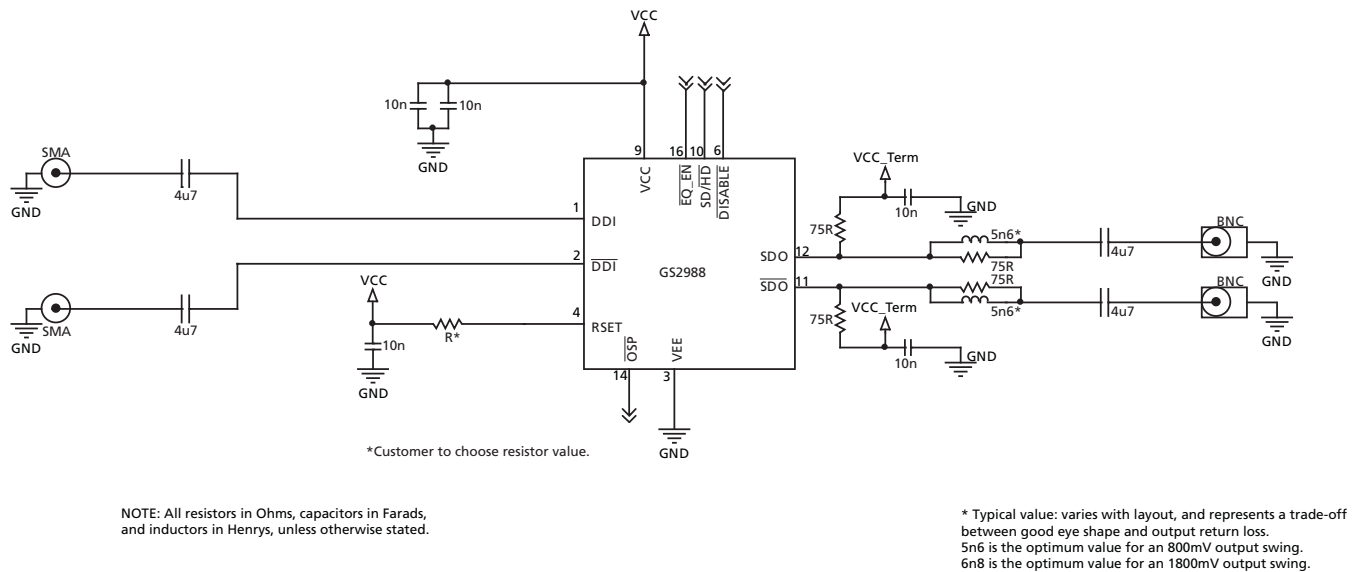 VCC
10n 10n
GND
SMA
4u7
GND
9 16 10 6
VCC
EQ_EN
SD/HD
DISABLE
1
DDI
2
DDI
VCC
4
RSET
R*
10n
GND
4u7
SMA
GND
GS2988
OSP
VEE
14 3
GND
VCC_Term
10n
GND
75R
SDO 12
5n6*
75R
4u7
BNC
GND
SDO 11
75R
5n6*
75R
VCC_Term
4u7
BNC
GND
10n
GND
*Customer to choose resistor value.
NOTE: All resistors in Ohms, capacitors in Farads,
and inductors in Henrys, unless otherwise stated.
* Typical value: varies with layout, and represents a trade-off
between good eye shape and output return loss.
5n6 is the optimum value for an 800mV output swing.
6n8 is the optimum value for an 1800mV output swing.